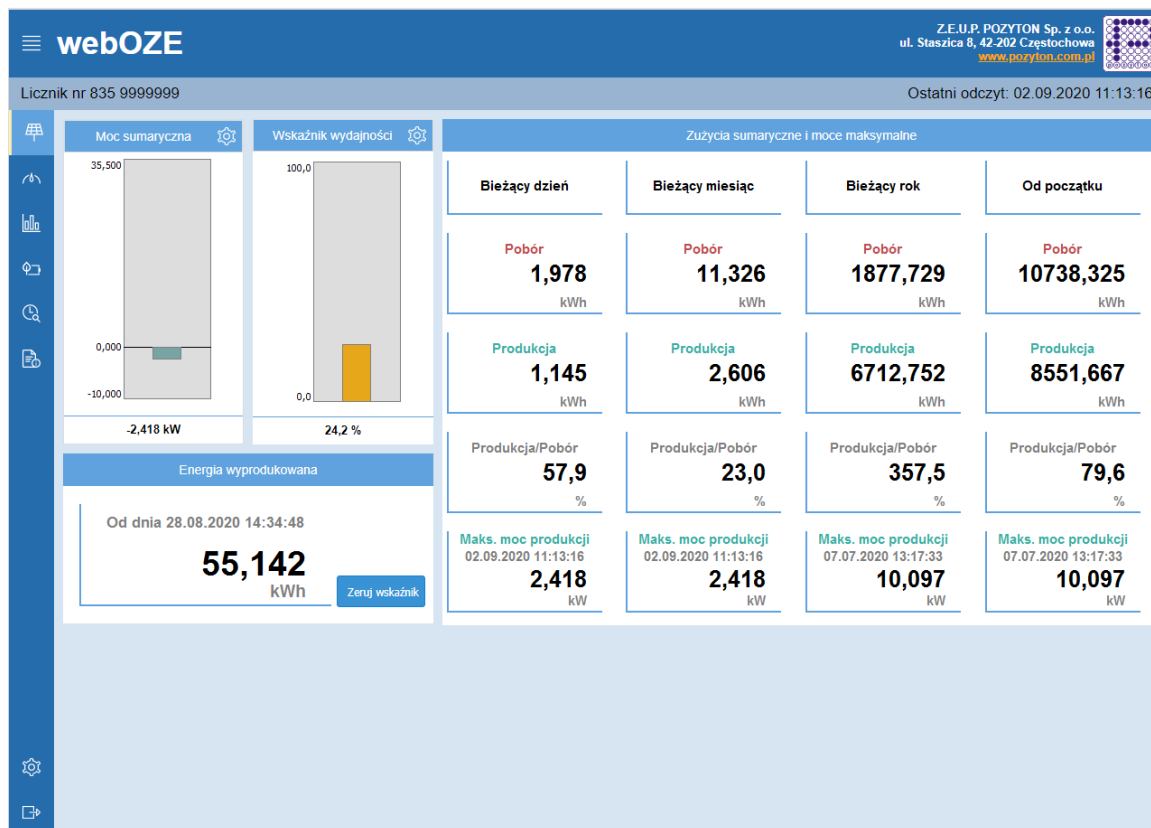 webOZE
Z.E.U.P. POZYTON Sp. z o.o.
ul. Staszica 8, 42-202 Częstochowa
www.pozyton.com.pl
Licznik nr 835 9999999
Ostatni odczyt: 02.09.2020 11:13:16
Moc sumaryczna
35,500
0,000
-10,000
-2,418 kW
Wskaźnik wydajności
100,0
0,0
24,2 %
Energia wyprodukowana
Od dnia 28.08.2020 14:34:48
55,142
kWh
Zeruj wskaźnik
Zużycia sumaryczne i moce maksymalne
Bieżący dzień
Bieżący miesiąc
Bieżący rok
Od początku
Pobór
1,978
kWh
Pobór
11,326
kWh
Pobór
1877,729
kWh
Pobór
10738,325
kWh
Produkcja
1,145
kWh
Produkcja
2,606
kWh
Produkcja
6712,752
kWh
Produkcja
8551,667
kWh
Produkcja/Pobór
57,9
%
Produkcja/Pobór
23,0
%
Produkcja/Pobór
357,5
%
Produkcja/Pobór
79,6
%
Maks. moc produkcji
02.09.2020 11:13:16
2,418
kW
Maks. moc produkcji
02.09.2020 11:13:16
2,418
kW
Maks. moc produkcji
07.07.2020 13:17:33
10,097
kW
Maks. moc produkcji
07.07.2020 13:17:33
10,097
kW